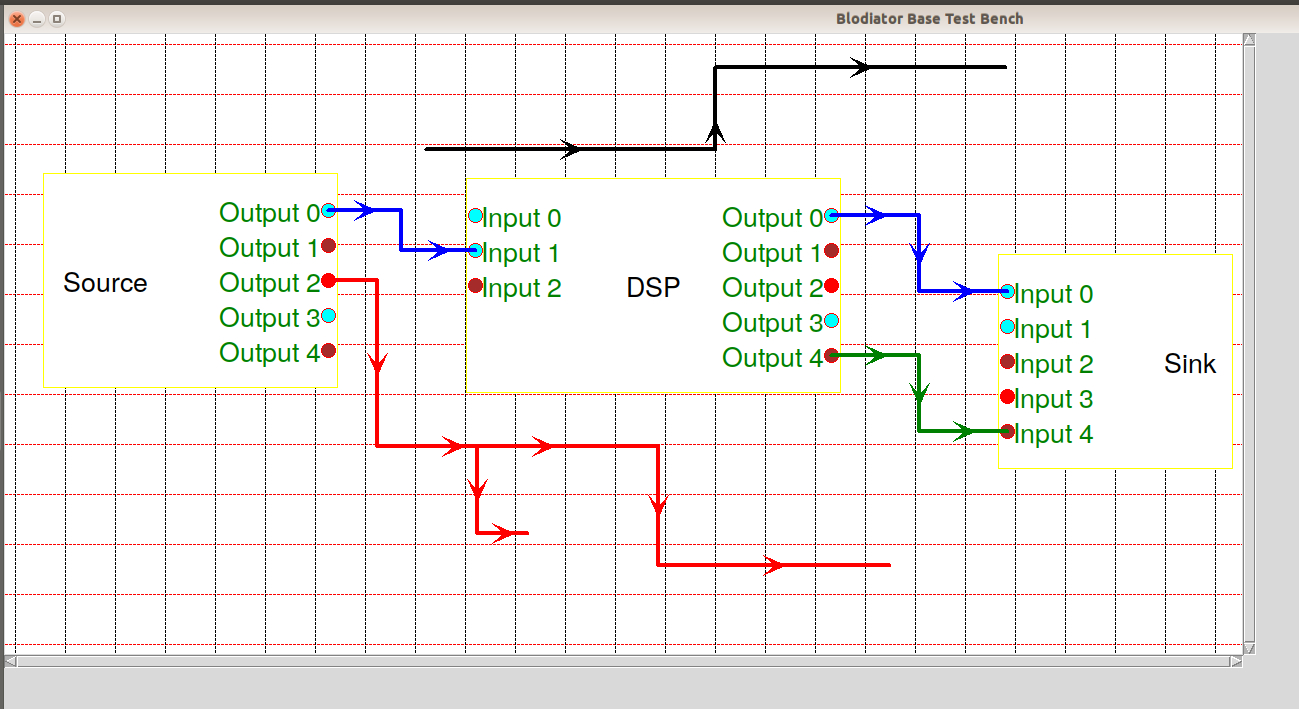 Blodiator Base Test Bench
Source
Output 0
Output 1
Output 2
Output 3
Output 4
Input 0
Input 1
Input 2
DSP
Output 0
Output 1
Output 2
Output 3
Output 4
Input 0
Input 1
Input 2
Input 3
Input 4
Sink